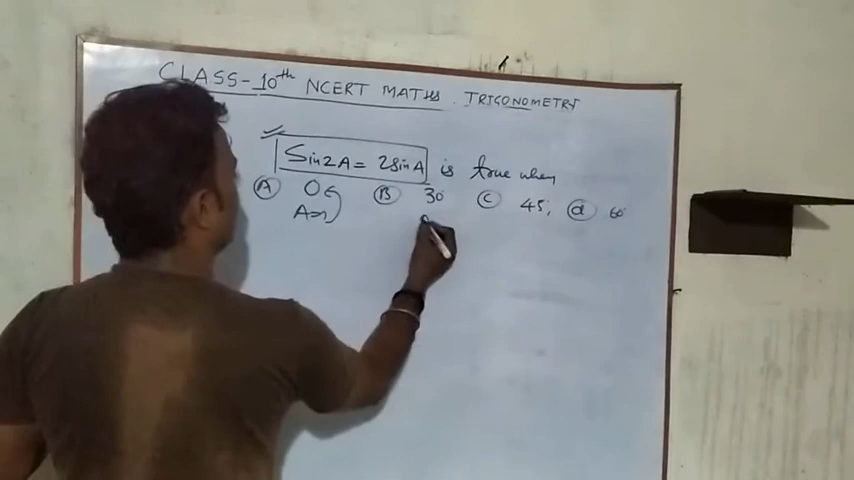 CLASS-10th NCERT MATHS. TRIGONOMETRY
Sin2A = 2sinA is true when
A 0 B 30° C 45, d 60°
A=